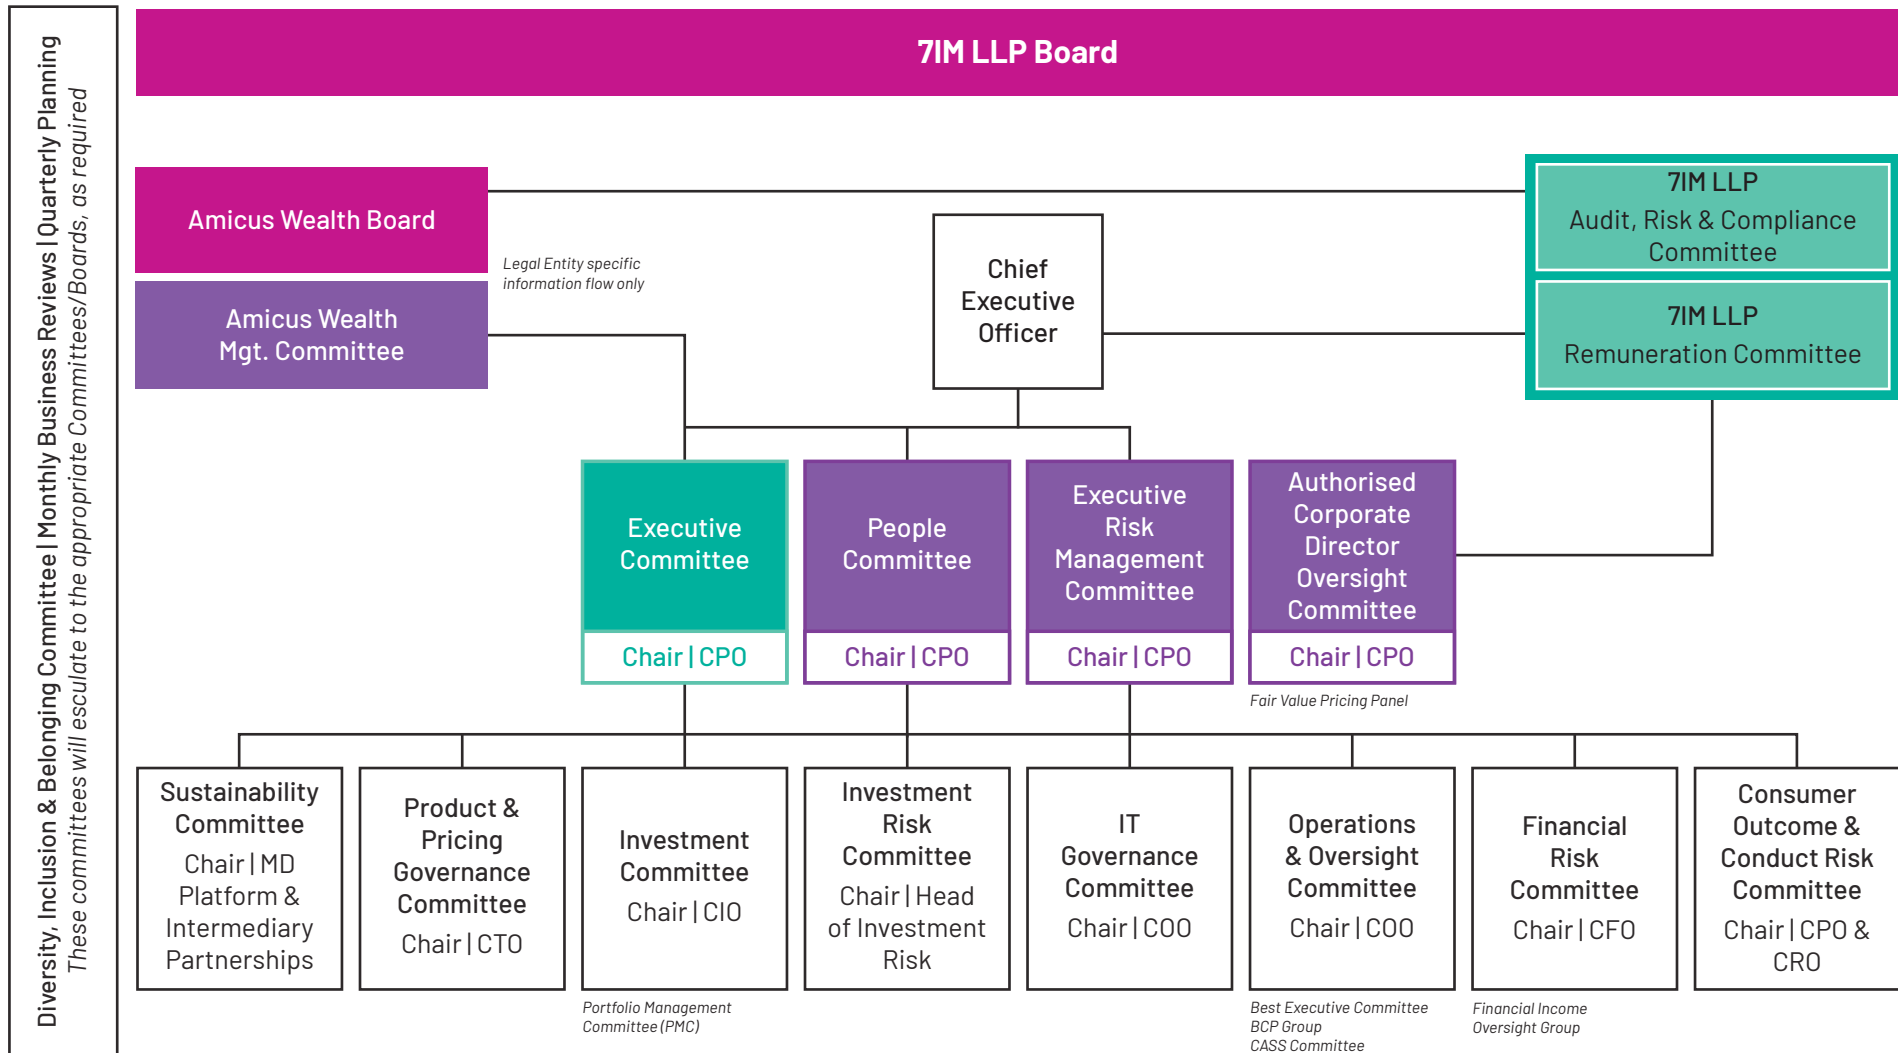 Diversity, Inclusion & Belonging Committee | Monthly Business Reviews | Quarterly Planning
These committees will esculate to the appropriate Committees/Boards, as required
7IM LLP Board
Amicus Wealth Board
Legal Entity specific
information flow only
Amicus Wealth
Mgt. Committee
Chief
Executive
Officer
7IM LLP
Audit, Risk & Compliance
Committee
7IM LLP
Remuneration Committee
Executive
Committee
Chair | CPO
People
Committee
Chair | CPO
Executive
Risk
Management
Committee
Chair | CPO
Authorised
Corporate
Director
Oversight
Committee
Chair | CPO
Fair Value Pricing Panel
Sustainability
Committee
Chair | MD
Platform &
Intermediary
Partnerships
Product &
Pricing
Governance
Committee
Chair | CTO
Investment
Committee
Chair | CIO
Portfolio Management
Committee (PMC)
Investment
Risk
Committee
Chair | Head
of Investment
Risk
IT
Governance
Committee
Chair | COO
Operations
& Oversight
Committee
Chair | COO
Best Executive Committee
BCP Group
CASS Committee
Financial
Risk
Committee
Chair | CFO
Financial Income
Oversight Group
Consumer
Outcome &
Conduct Risk
Committee
Chair | CPO &
CRO